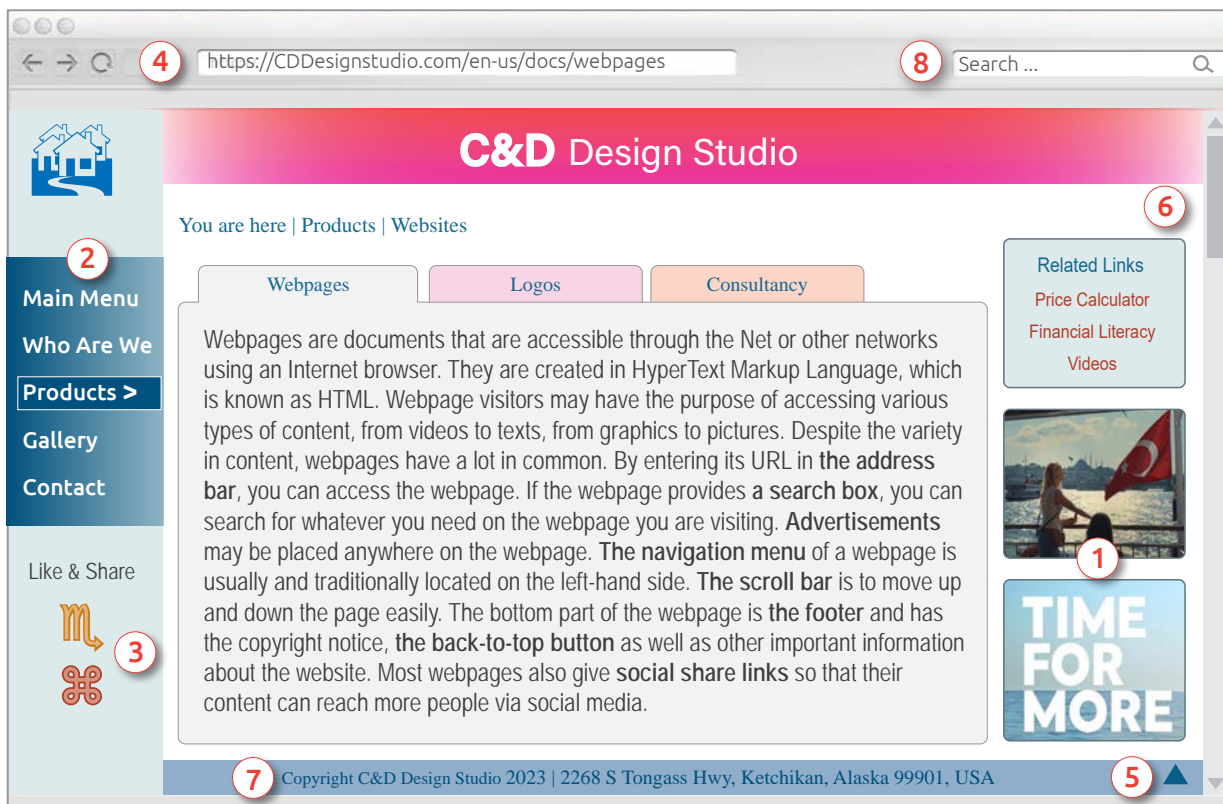 4
https://CDDesignstudio.com/en-us/docs/webpages
8
Search ...
C&D Design Studio
You are here | Products | Websites
6
2
Main Menu
Who Are We
Products >
Gallery
Contact
Like & Share
3
Webpages
Logos
Consultancy
Webpages are documents that are accessible through the Net or other networks
using an Internet browser. They are created in HyperText Markup Language, which
is known as HTML. Webpage visitors may have the purpose of accessing various
types of content, from videos to texts, from graphics to pictures. Despite the variety
in content, webpages have a lot in common. By entering its URL in the address
bar, you can access the webpage. If the webpage provides a search box, you can
search for whatever you need on the webpage you are visiting. Advertisements
may be placed anywhere on the webpage. The navigation menu of a webpage is
usually and traditionally located on the left-hand side. The scroll bar is to move up
and down the page easily. The bottom part of the webpage is the footer and has
the copyright notice, the back-to-top button as well as other important information
about the website. Most webpages also give social share links so that their
content can reach more people via social media.
Related Links
Price Calculator
Financial Literacy
Videos
1
TIME
FOR
MORE
7
Copyright C&D Design Studio 2023 | 2268 S Tongass Hwy, Ketchikan, Alaska 99901, USA
5